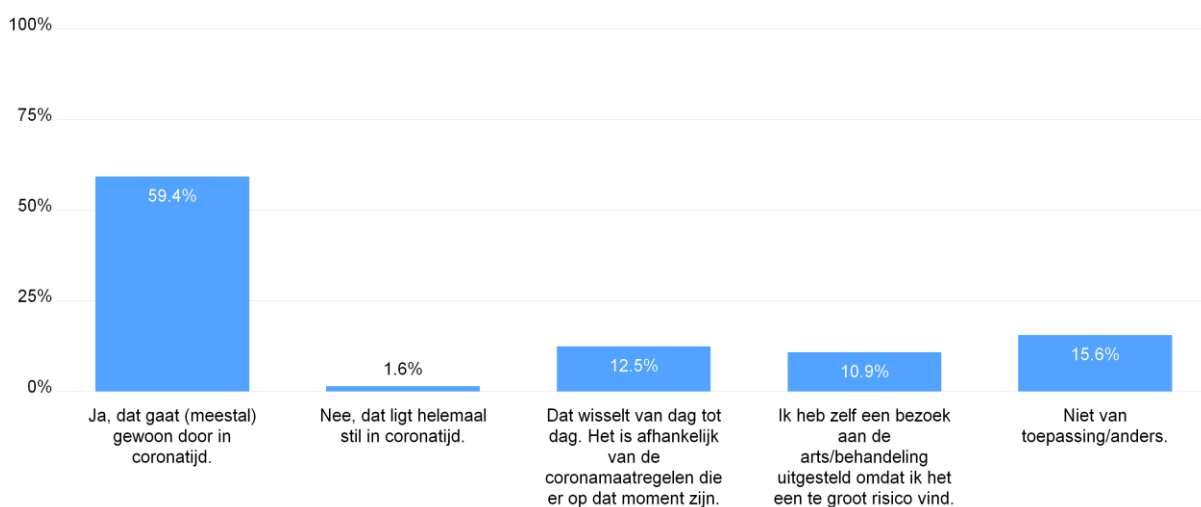 100%
75%
50%
25%
0%
59.4%
1.6%
12.5%
10.9%
15.6%
Ja, dat gaat (meestal)
gewoon door in
coronatijd.
Nee, dat ligt helemaal
stil in coronatijd.
Dat wisselt van dag tot
dag. Het is afhankelijk
van de
coronamaatregelen die
er op dat moment zijn.
Ik heb zelf een bezoek
aan de
arts/behandeling
uitgesteld omdat ik het
een te groot risico vind.
Niet van
toepassing/anders.